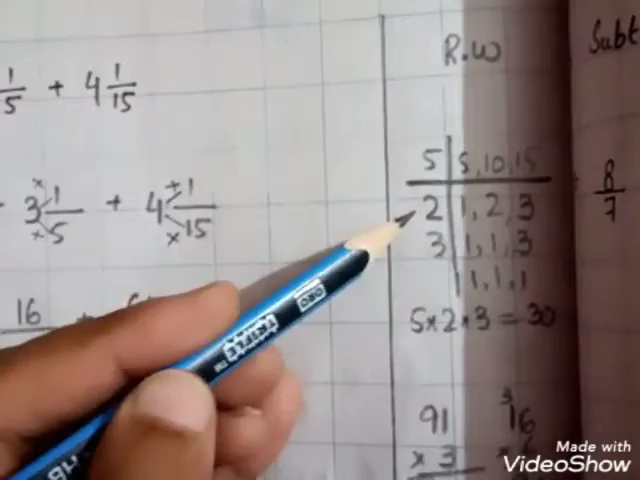 R.W
Subt
1/5 + 4 1/15
5 | 5, 10, 15
2 | 1, 2, 3
3 | 1, 1, 3
1, 1, 1
8/7
3 1/5 + 4 1/15
× + × ×
16
5×2×3 = 30
91
× 3
3
16
TRIPLE
Made with
VideoShow